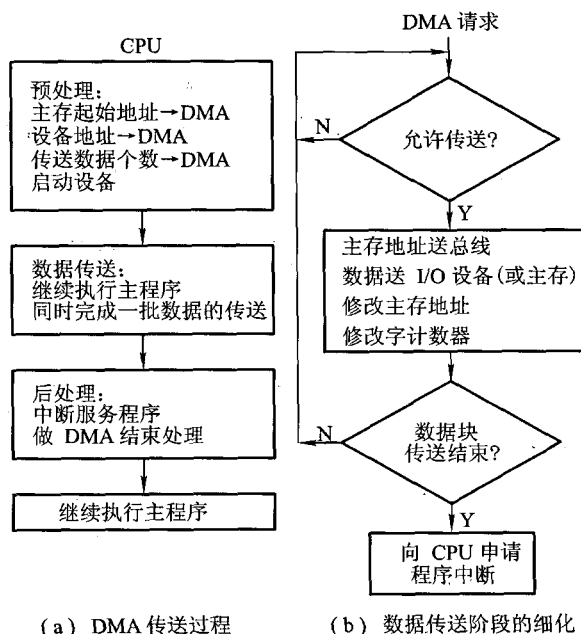 CPU
预处理：
主存起始地址→DMA
设备地址→DMA
传送数据个数→DMA
启动设备
数据传送：
继续执行主程序
同时完成一批数据的传送
后处理：
中断服务程序
做 DMA 结束处理
继续执行主程序
(a) DMA 传送过程
DMA 请求
允许传送？
N
Y
主存地址送总线
数据送 I/O 设备(或主存)
修改主存地址
修改字计数器
数据块
传送结束？
N
Y
向 CPU 申请
程序中断
(b) 数据传送阶段的细化